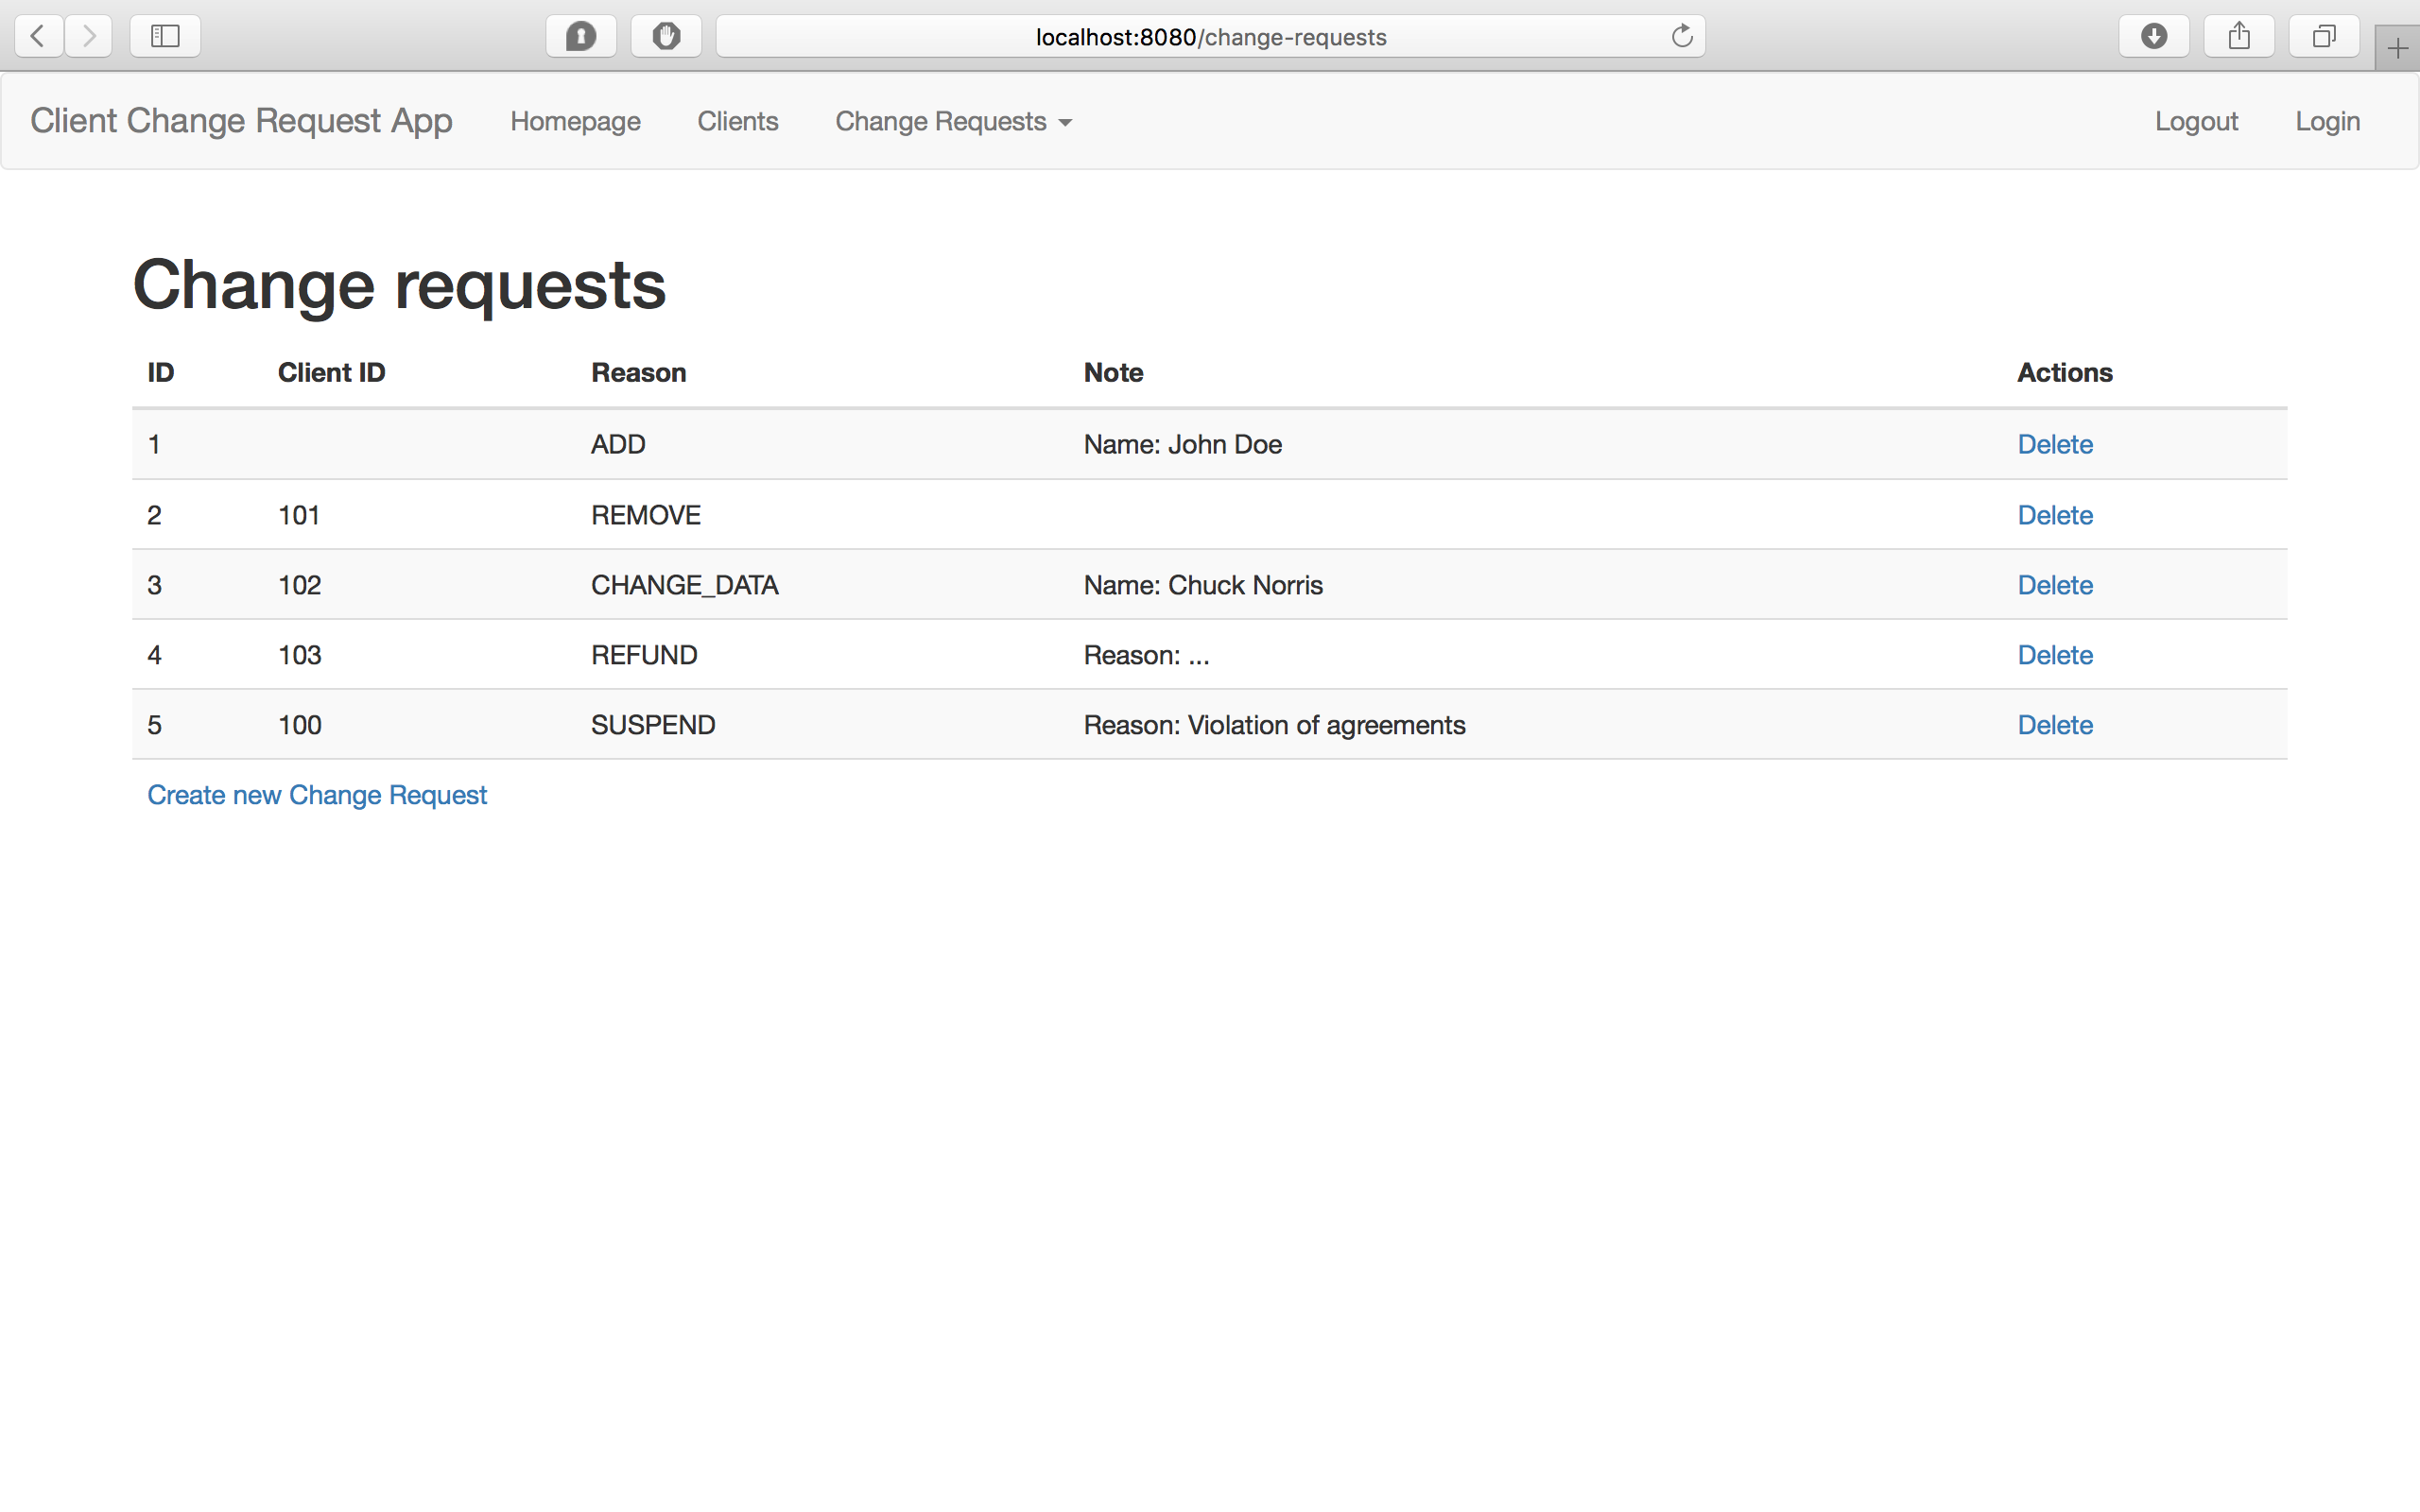 localhost:8080/change-requests
Client Change Request App Homepage Clients Change Requests Logout Login
Change requests
ID Client ID Reason Note Actions
1 ADD Name: John Doe Delete
2 101 REMOVE Delete
3 102 CHANGE_DATA Name: Chuck Norris Delete
4 103 REFUND Reason: ... Delete
5 100 SUSPEND Reason: Violation of agreements Delete
Create new Change Request